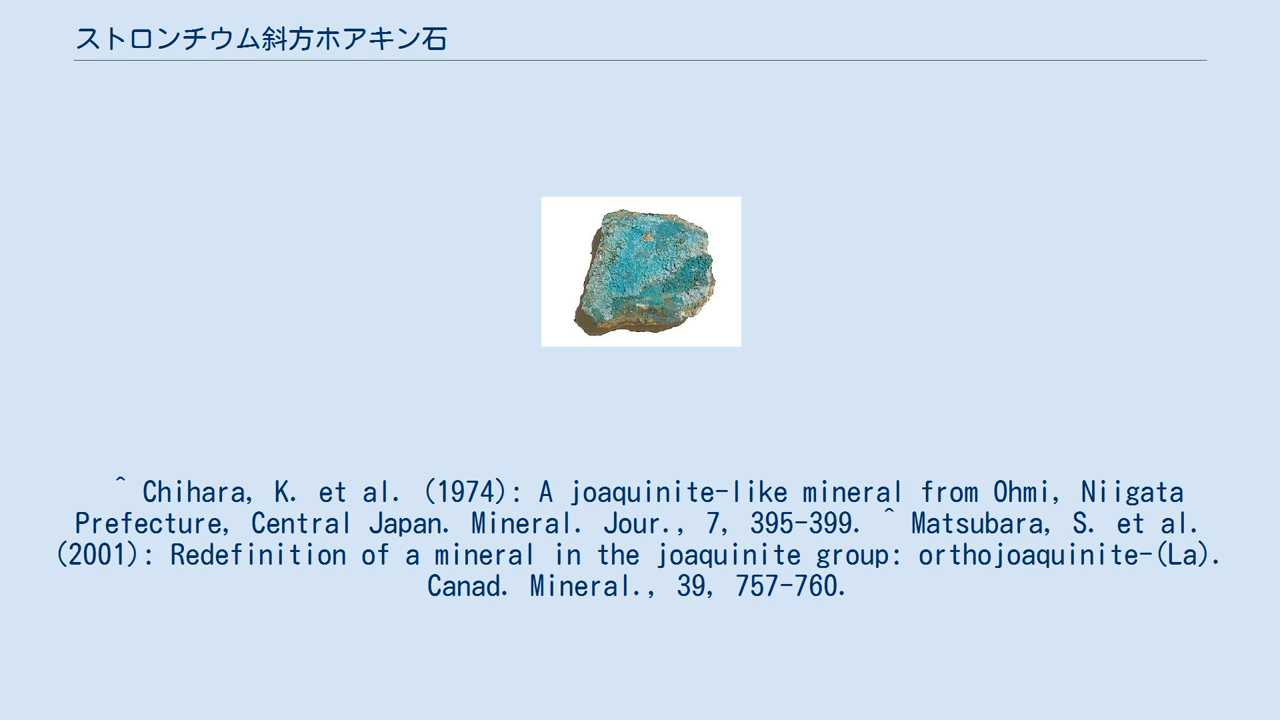 ストロンチウム斜方ホアキン石
^ Chihara, K. et al. (1974): A joaquinite-like mineral from Ohmi, Niigata
Prefecture, Central Japan. Mineral. Jour., 7, 395-399. ^ Matsubara, S. et al.
(2001): Redefinition of a mineral in the joaquinite group: orthojoaquinite-(La).
Canad. Mineral., 39, 757-760.